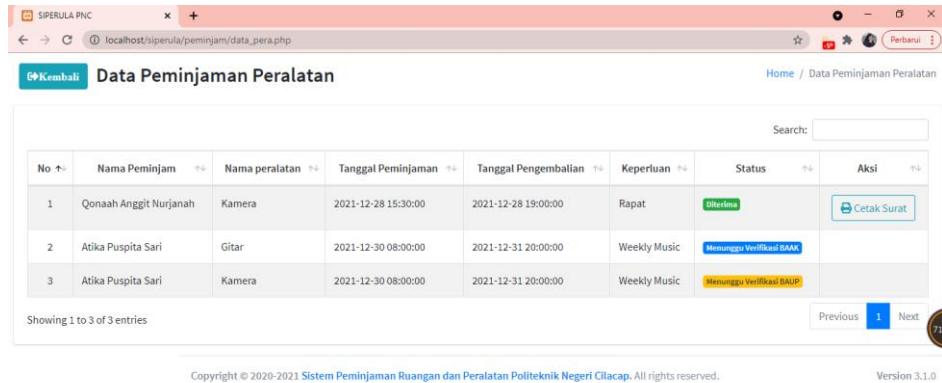 SIPERULA PNC
localhost/siperula/peminjam/data_pera.php
Perbarui
Kembali Data Peminjaman Peralatan Home / Data Peminjaman Peralatan
Search:
No Nama Peminjam Nama peralatan Tanggal Peminjaman Tanggal Pengembalian Keperluan Status Aksi
1 Qonaah Anggit Nurjanah Kamera 2021-12-28 15:30:00 2021-12-28 19:00:00 Rapat Diterima Cetak Surat
2 Atika Puspita Sari Gitar 2021-12-30 08:00:00 2021-12-31 20:00:00 Weekly Music Menunggu Verifikasi BAAK
3 Atika Puspita Sari Kamera 2021-12-30 08:00:00 2021-12-31 20:00:00 Weekly Music Menunggu Verifikasi BAUP
Showing 1 to 3 of 3 entries Previous 1 Next
71
Copyright © 2020-2021 Sistem Peminjaman Ruangan dan Peralatan Politeknik Negeri Cilacap. All rights reserved. Version 3.1.0